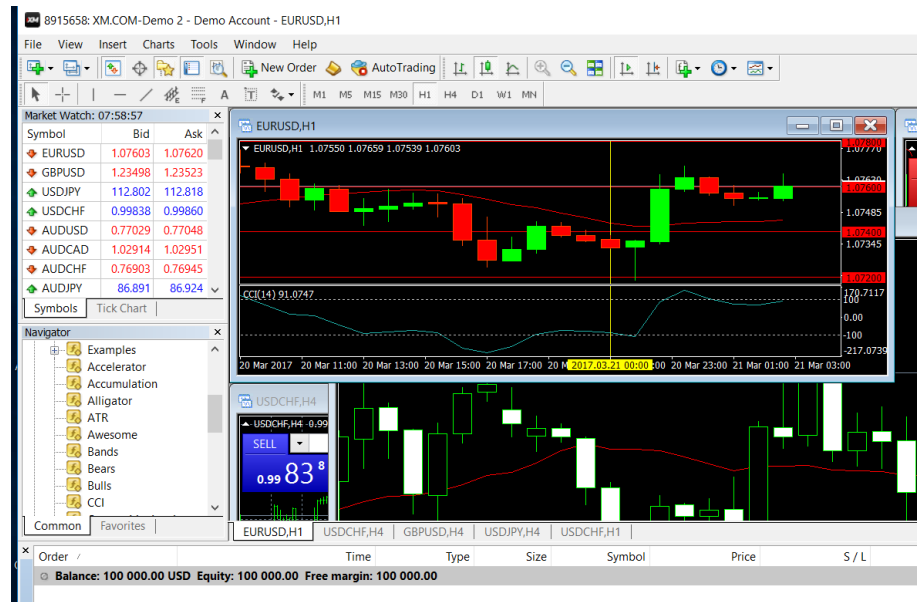 8915658: XM.COM-Demo 2 - Demo Account - EURUSD,H1
File View Insert Charts Tools Window Help
New Order AutoTrading
A T M1 M5 M15 M30 H1 H4 D1 W1 MN
Market Watch: 07:58:57
Symbol Bid Ask
EURUSD 1.07603 1.07620
GBPUSD 1.23498 1.23523
USDJPY 112.802 112.818
USDCHF 0.99838 0.99860
AUDUSD 0.77029 0.77048
AUDCAD 1.02914 1.02951
AUDCHF 0.76903 0.76945
AUDJPY 86.891 86.924
Symbols Tick Chart
Navigator
Examples
Accelerator
Accumulation
Alligator
ATR
Awesome
Bands
Bears
Bulls
CCI
Common Favorites
EURUSD,H1
EURUSD,H1 1.07550 1.07659 1.07539 1.07603
1.07800
1.07770
1.07600
1.07485
1.07400
1.07345
1.07200
CCI(14) 91.0747
170.7117
100
0.00
-100
-217.0739
20 Mar 2017 20 Mar 11:00 20 Mar 13:00 20 Mar 15:00 20 Mar 17:00 20 M 2017.03.21 00:00 :00 20 Mar 23:00 21 Mar 01:00 21 Mar 03:00
USDCHF,H4
USDCHF,H4 0.99
SELL
0.99 83 8
EURUSD,H1 USDCHF,H4 GBPUSD,H4 USDJPY,H4 USDCHF,H1
Order / Time Type Size Symbol Price S / L
Balance: 100 000.00 USD Equity: 100 000.00 Free margin: 100 000.00